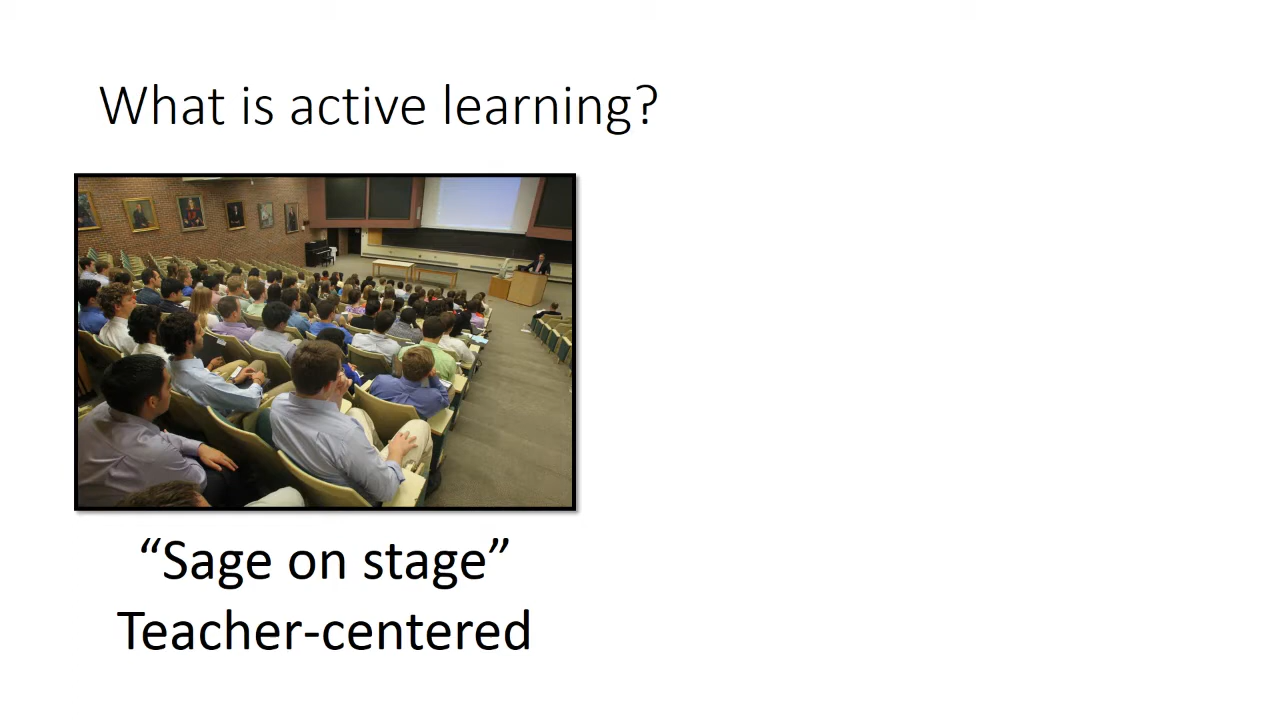 What is active learning?
“Sage on stage”
Teacher-centered